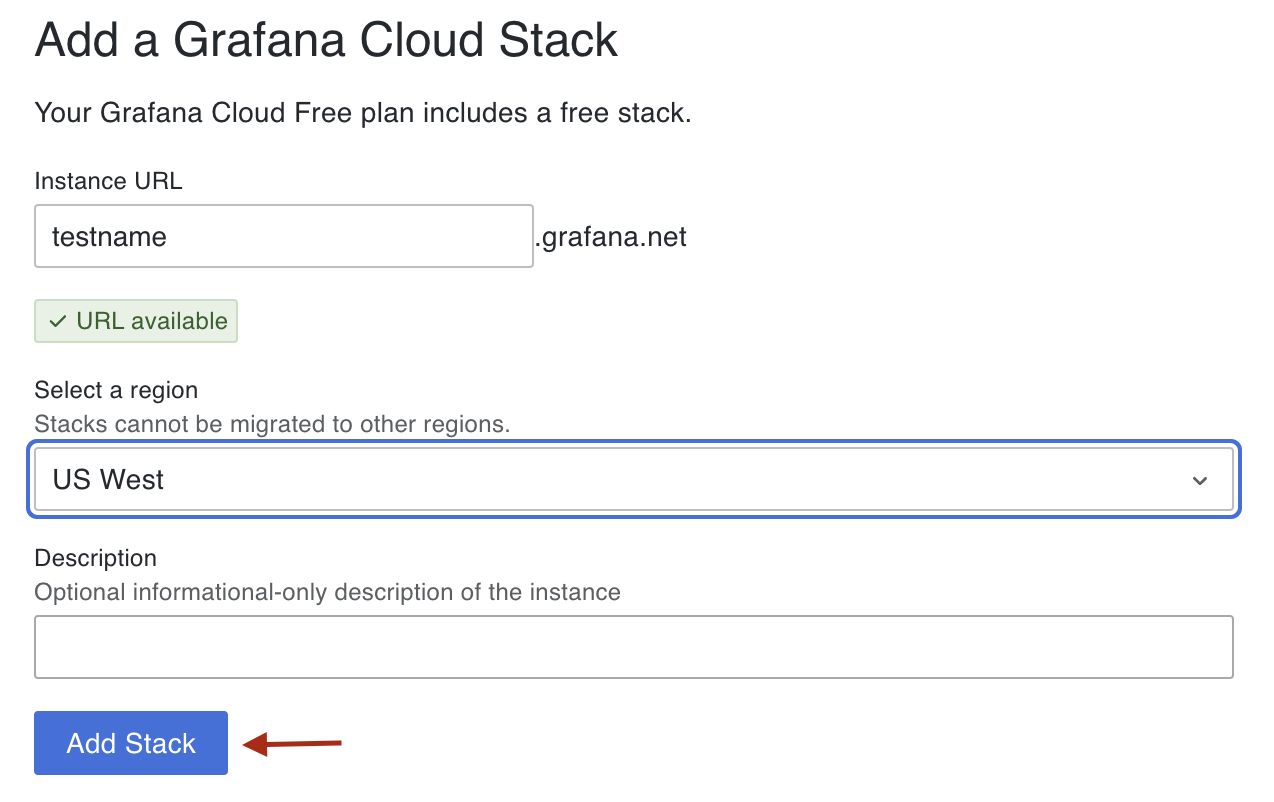 Add a Grafana Cloud Stack
Your Grafana Cloud Free plan includes a free stack.
Instance URL
testname .grafana.net
URL available
Select a region
Stacks cannot be migrated to other regions.
US West
Description
Optional informational-only description of the instance
Add Stack